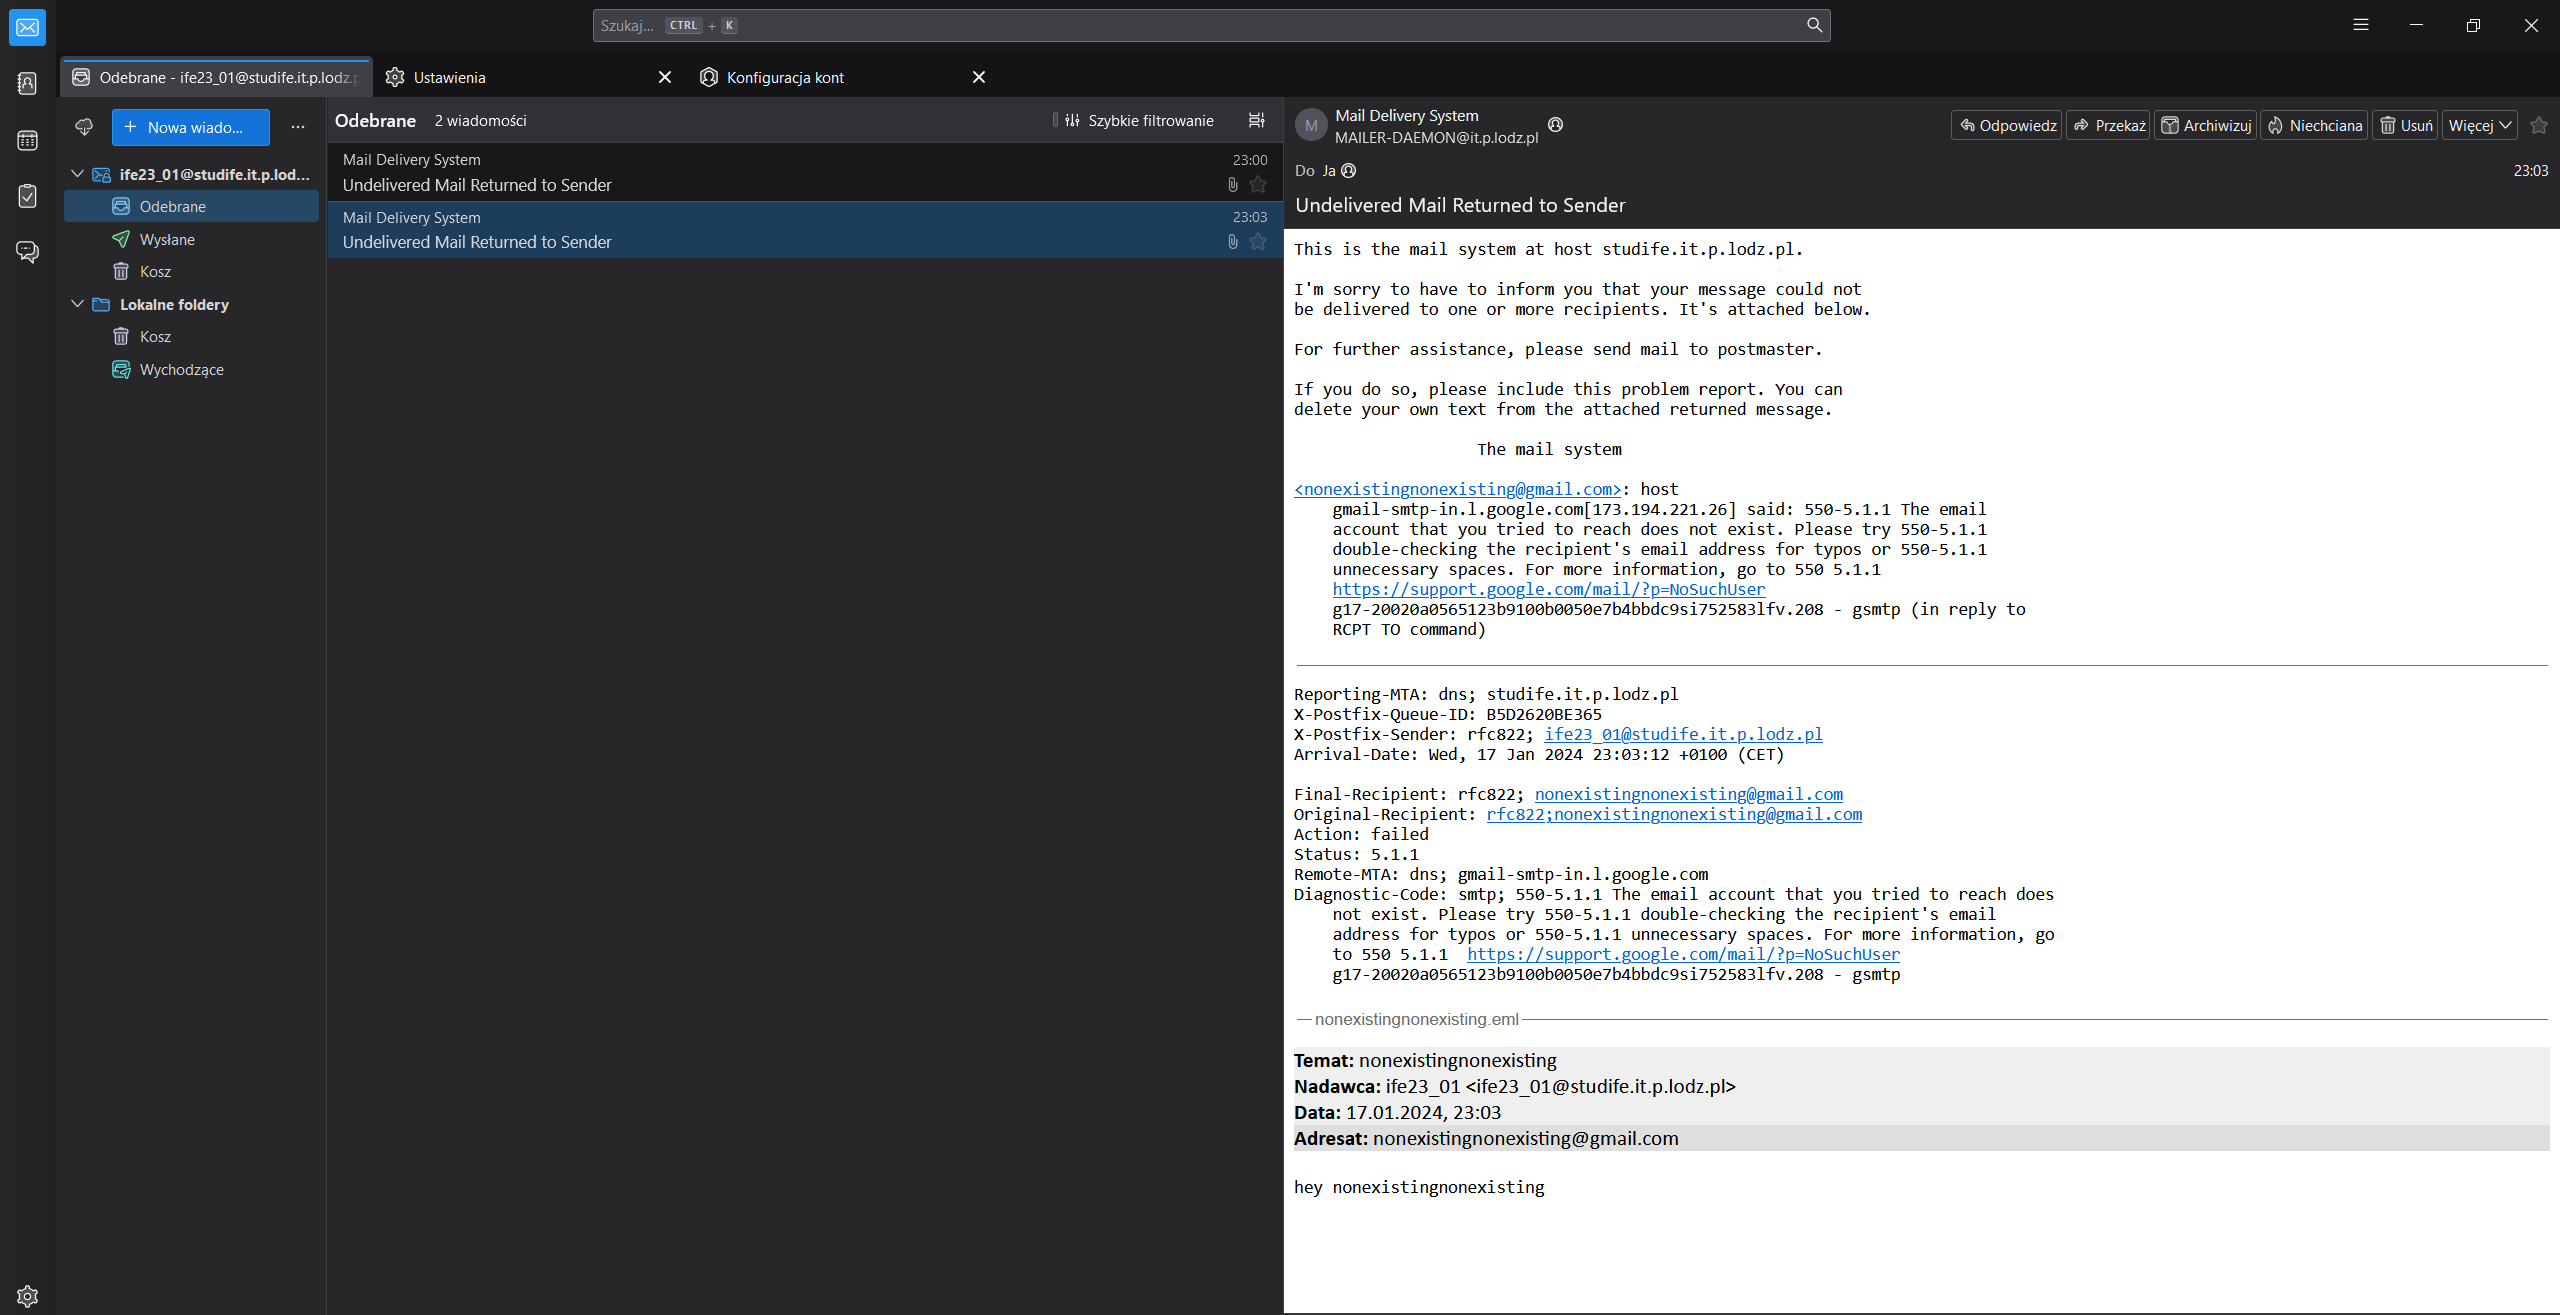 Szukaj... CTRL + K
Odebrane - ife23_01@studife.it.p.lodz.p
Ustawienia
Konfiguracja kont
Nowa wiado...
ife23_01@studife.it.p.lod...
Odebrane
Wysłane
Kosz
Lokalne foldery
Kosz
Wychodzące
Odebrane 2 wiadomości Szybkie filtrowanie
Mail Delivery System 23:00
Undelivered Mail Returned to Sender
Mail Delivery System 23:03
Undelivered Mail Returned to Sender
M
Mail Delivery System
MAILER-DAEMON@it.p.lodz.pl
Odpowiedz Przekaż Archiwizuj Niechciana Usuń Więcej
Do Ja 23:03
Undelivered Mail Returned to Sender
This is the mail system at host studife.it.p.lodz.pl.
I'm sorry to have to inform you that your message could not
be delivered to one or more recipients. It's attached below.
For further assistance, please send mail to postmaster.
If you do so, please include this problem report. You can
delete your own text from the attached returned message.
The mail system
<nonexistingnonexisting@gmail.com>: host
gmail-smtp-in.l.google.com[173.194.221.26] said: 550-5.1.1 The email
account that you tried to reach does not exist. Please try 550-5.1.1
double-checking the recipient's email address for typos or 550-5.1.1
unnecessary spaces. For more information, go to 550 5.1.1
https://support.google.com/mail/?p=NoSuchUser
g17-20020a0565123b9100b0050e7b4bbdc9si752583lfv.208 - gsmtp (in reply to
RCPT TO command)
Reporting-MTA: dns; studife.it.p.lodz.pl
X-Postfix-Queue-ID: B5D2620BE365
X-Postfix-Sender: rfc822; ife23_01@studife.it.p.lodz.pl
Arrival-Date: Wed, 17 Jan 2024 23:03:12 +0100 (CET)
Final-Recipient: rfc822; nonexistingnonexisting@gmail.com
Original-Recipient: rfc822;nonexistingnonexisting@gmail.com
Action: failed
Status: 5.1.1
Remote-MTA: dns; gmail-smtp-in.l.google.com
Diagnostic-Code: smtp; 550-5.1.1 The email account that you tried to reach does
not exist. Please try 550-5.1.1 double-checking the recipient's email
address for typos or 550-5.1.1 unnecessary spaces. For more information, go
to 550 5.1.1 https://support.google.com/mail/?p=NoSuchUser
g17-20020a0565123b9100b0050e7b4bbdc9si752583lfv.208 - gsmtp
nonexistingnonexisting.eml
Temat: nonexistingnonexisting
Nadawca: ife23_01 <ife23_01@studife.it.p.lodz.pl>
Data: 17.01.2024, 23:03
Adresat: nonexistingnonexisting@gmail.com
hey nonexistingnonexisting